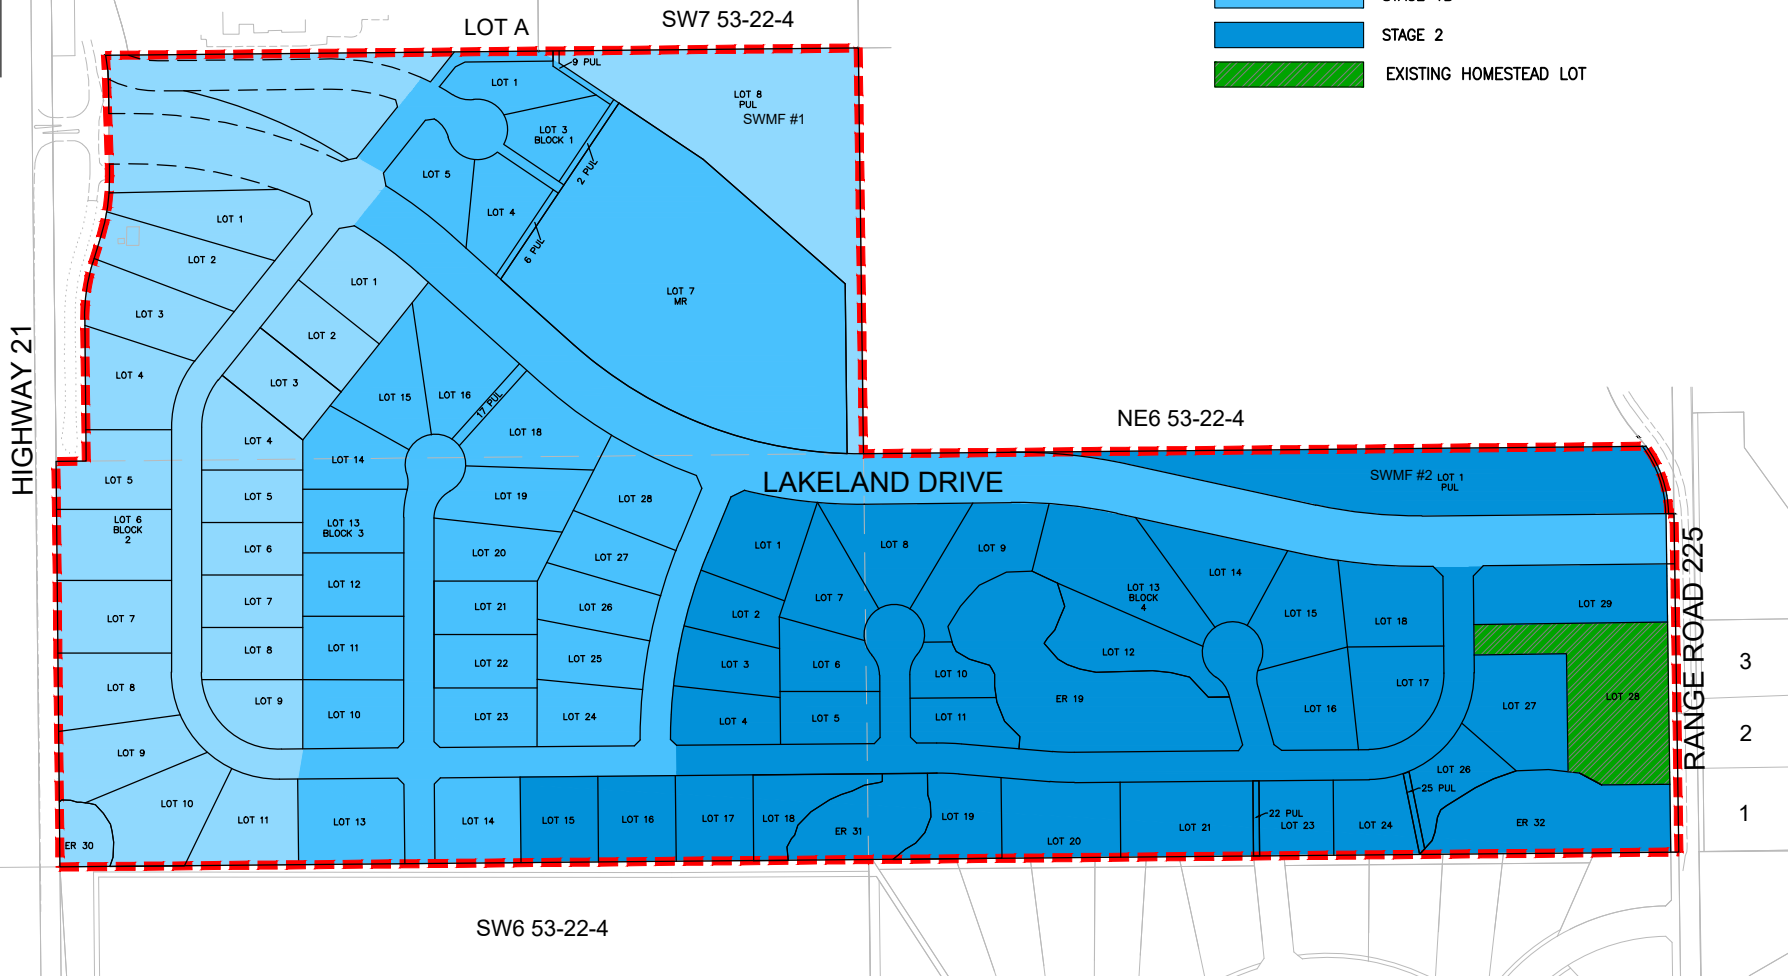 STAGE 2
EXISTING HOMESTEAD LOT
LOT A
SW7 53-22-4
9 PUL
LOT 1
LOT 8
PUL
SWMF #1
LOT 3
BLOCK 1
2 PUL
LOT 5
LOT 4
6 PUL
LOT 7
MR
LOT 1
LOT 2
LOT 3
LOT 4
LOT 1
LOT 2
LOT 3
HIGHWAY 21
LOT 15
LOT 16
17 PUL
LOT 18
LOT 4
LOT 14
LOT 5
LOT 5
LOT 19
LOT 28
LOT 6
BLOCK
2
LOT 13
BLOCK 3
LOT 6
LOT 20
LOT 27
LOT 12
LOT 7
LOT 21
LOT 26
LOT 7
LOT 8
LOT 11
LOT 22
LOT 25
LOT 8
LOT 9
LOT 10
LOT 23
LOT 24
LOT 9
LOT 10
LOT 11
LOT 13
LOT 14
ER 30
NE6 53-22-4
LAKELAND DRIVE
SWMF #2
LOT 1
PUL
RANGE ROAD 225
LOT 1
LOT 8
LOT 9
LOT 14
LOT 13
BLOCK
4
LOT 2
LOT 7
LOT 15
LOT 18
LOT 29
LOT 3
LOT 6
LOT 10
LOT 12
LOT 17
LOT 28
LOT 4
LOT 5
LOT 11
ER 19
LOT 16
LOT 27
LOT 26
25 PUL
LOT 15
LOT 16
LOT 17
LOT 18
ER 31
LOT 19
LOT 20
LOT 21
22 PUL
LOT 23
LOT 24
ER 32
3
2
1
SW6 53-22-4